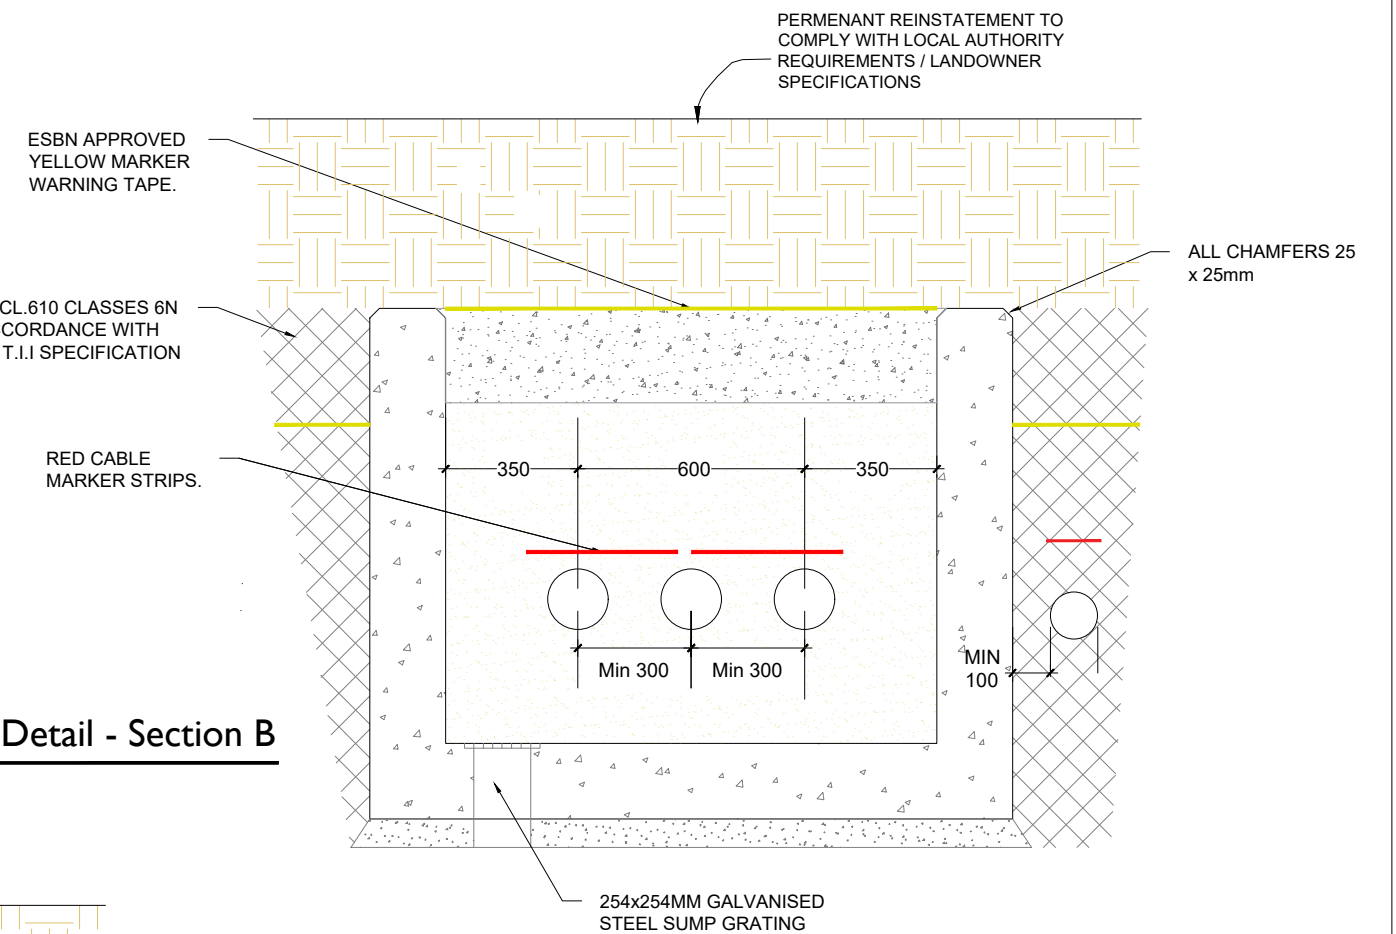 PERMENANT REINSTATEMENT TO
COMPLY WITH LOCAL AUTHORITY
REQUIREMENTS / LANDOWNER
SPECIFICATIONS
ESBN APPROVED
YELLOW MARKER
WARNING TAPE.
ALL CHAMFERS 25
x 25mm
CL.610 CLASSES 6N
CORDANCE WITH
T.I.I SPECIFICATION
RED CABLE
MARKER STRIPS.
350
600
350
Min 300
Min 300
MIN
100
Detail - Section B
254x254MM GALVANISED
STEEL SUMP GRATING